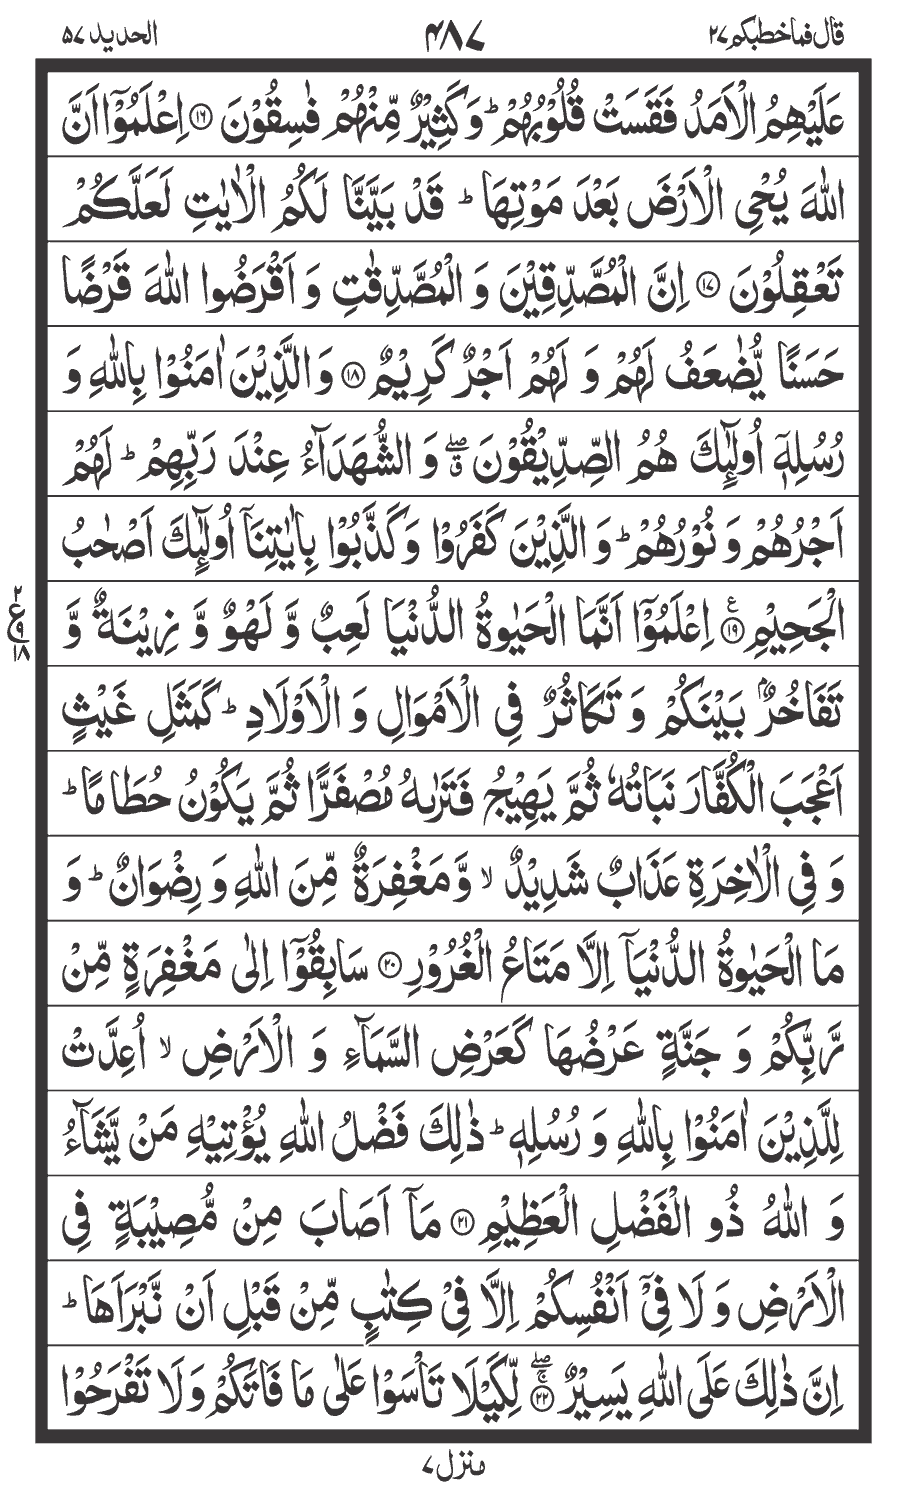 قال فما خطبکم ۲۷ ۴۸۷ الحدید ۵۷
عَلَیْهِمُ الْاَمَدُ فَقَسَتْ قُلُوْبُهُمْ ؕ وَ كَثِیْرٌ مِّنْهُمْ فٰسِقُوْنَ ۝۱۶ اِعْلَمُوْۤا اَنَّ
اللّٰهَ یُحْیِ الْاَرْضَ بَعْدَ مَوْتِهَا ؕ قَدْ بَیَّنَّا لَكُمُ الْاٰیٰتِ لَعَلَّكُمْ
تَعْقِلُوْنَ ۝۱۷ اِنَّ الْمُصَّدِّقِیْنَ وَ الْمُصَّدِّقٰتِ وَ اَقْرَضُوا اللّٰهَ قَرْضًا
حَسَنًا یُّضٰعَفُ لَهُمْ وَ لَهُمْ اَجْرٌ كَرِیْمٌ ۝۱۸ وَ الَّذِیْنَ اٰمَنُوْا بِاللّٰهِ وَ
رُسُلِهٖۤ اُولٰٓىِٕكَ هُمُ الصِّدِّیْقُوْنَ ۖۗ وَ الشُّهَدَآءُ عِنْدَ رَبِّهِمْ ؕ لَهُمْ
اَجْرُهُمْ وَ نُوْرُهُمْ ؕ وَ الَّذِیْنَ كَفَرُوْا وَ كَذَّبُوْا بِاٰیٰتِنَاۤ اُولٰٓىِٕكَ اَصْحٰبُ
الْجَحِیْمِ ۝۱۹ ع اِعْلَمُوْۤا اَنَّمَا الْحَیٰوةُ الدُّنْیَا لَعِبٌ وَّ لَهْوٌ وَّ زِیْنَةٌ وَّ
۲ ع ۹ ۱۸
تَفَاخُرٌۢ بَیْنَكُمْ وَ تَكَاثُرٌ فِی الْاَمْوَالِ وَ الْاَوْلَادِ ؕ كَمَثَلِ غَیْثٍ
اَعْجَبَ الْكُفَّارَ نَبَاتُهٗ ثُمَّ یَهِیْجُ فَتَرٰىهُ مُصْفَرًّا ثُمَّ یَكُوْنُ حُطَامًا ؕ
وَ فِی الْاٰخِرَةِ عَذَابٌ شَدِیْدٌ ۙ وَّ مَغْفِرَةٌ مِّنَ اللّٰهِ وَ رِضْوَانٌ ؕ وَ
مَا الْحَیٰوةُ الدُّنْیَاۤ اِلَّا مَتَاعُ الْغُرُوْرِ ۝۲۰ سَابِقُوْۤا اِلٰى مَغْفِرَةٍ مِّنْ
رَّبِّكُمْ وَ جَنَّةٍ عَرْضُهَا كَعَرْضِ السَّمَآءِ وَ الْاَرْضِ ۙ اُعِدَّتْ
لِلَّذِیْنَ اٰمَنُوْا بِاللّٰهِ وَ رُسُلِهٖ ؕ ذٰلِكَ فَضْلُ اللّٰهِ یُؤْتِیْهِ مَنْ یَّشَآءُ
وَ اللّٰهُ ذُو الْفَضْلِ الْعَظِیْمِ ۝۲۱ مَاۤ اَصَابَ مِنْ مُّصِیْبَةٍ فِی
الْاَرْضِ وَ لَا فِیْۤ اَنْفُسِكُمْ اِلَّا فِیْ كِتٰبٍ مِّنْ قَبْلِ اَنْ نَّبْرَاَهَا ؕ
اِنَّ ذٰلِكَ عَلَى اللّٰهِ یَسِیْرٌ ۝۲۲ۚۖ لِّكَیْلَا تَاْسَوْا عَلٰى مَا فَاتَكُمْ وَ لَا تَفْرَحُوْا
منزل ۷